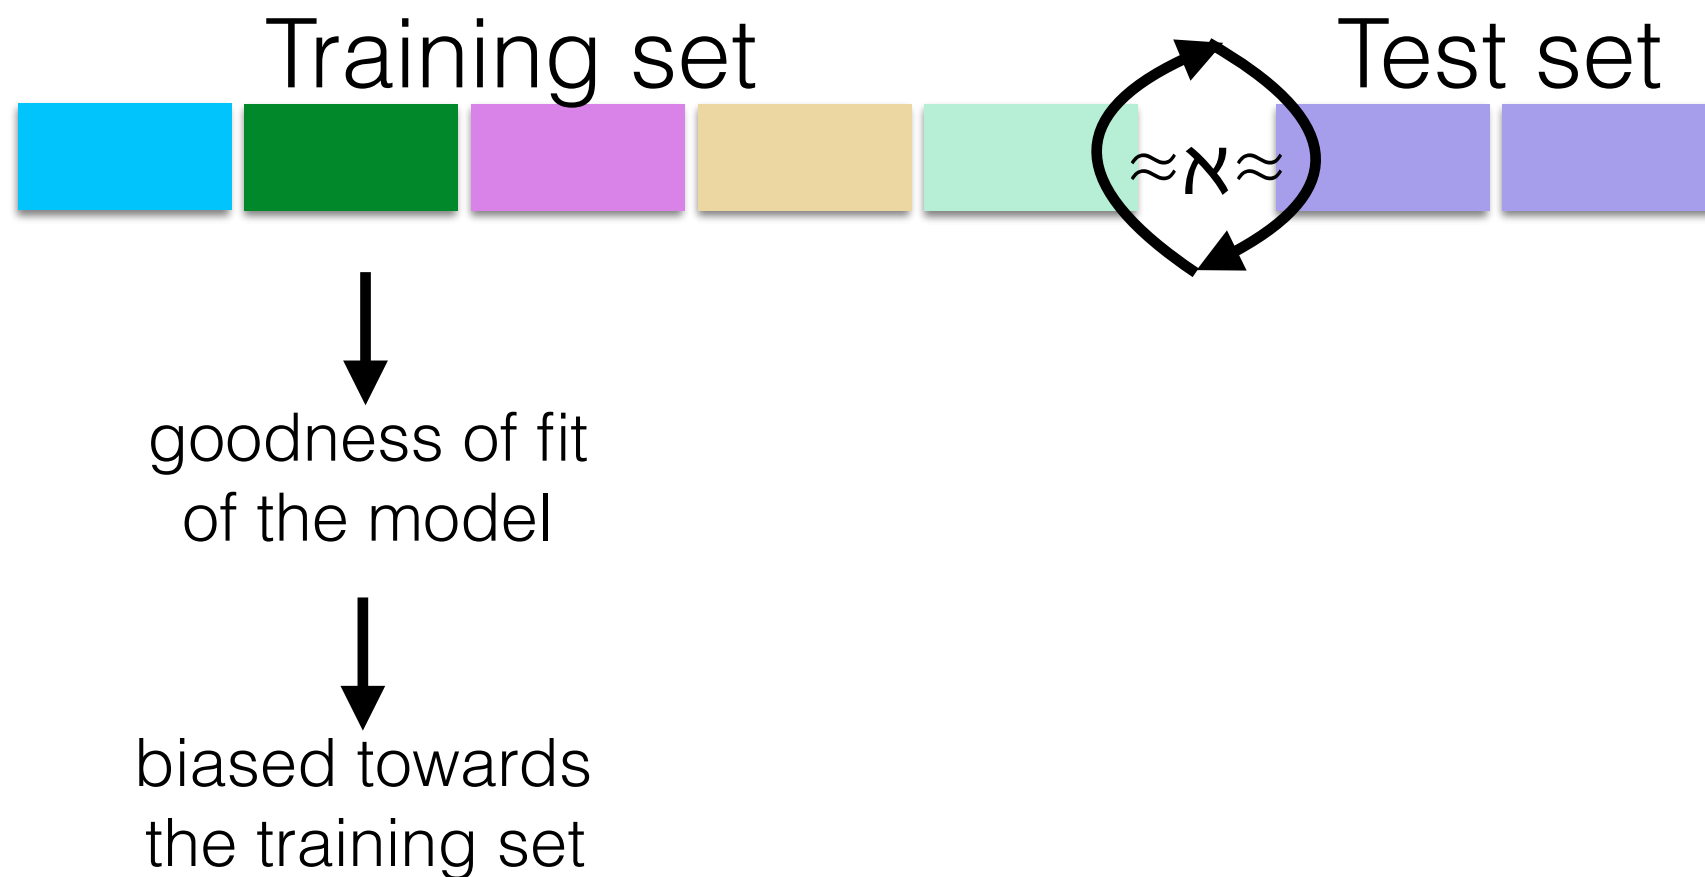 Training set
Test set
≈א≈
goodness of fit
of the model
biased towards
the training set